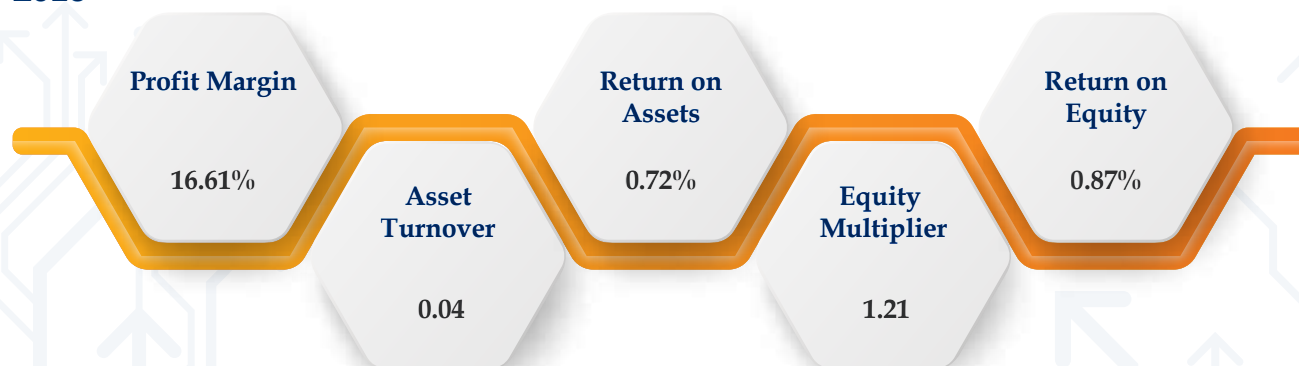 Profit Margin
16.61%
Asset
Turnover
0.04
Return on
Assets
0.72%
Equity
Multiplier
1.21
Return on
Equity
0.87%